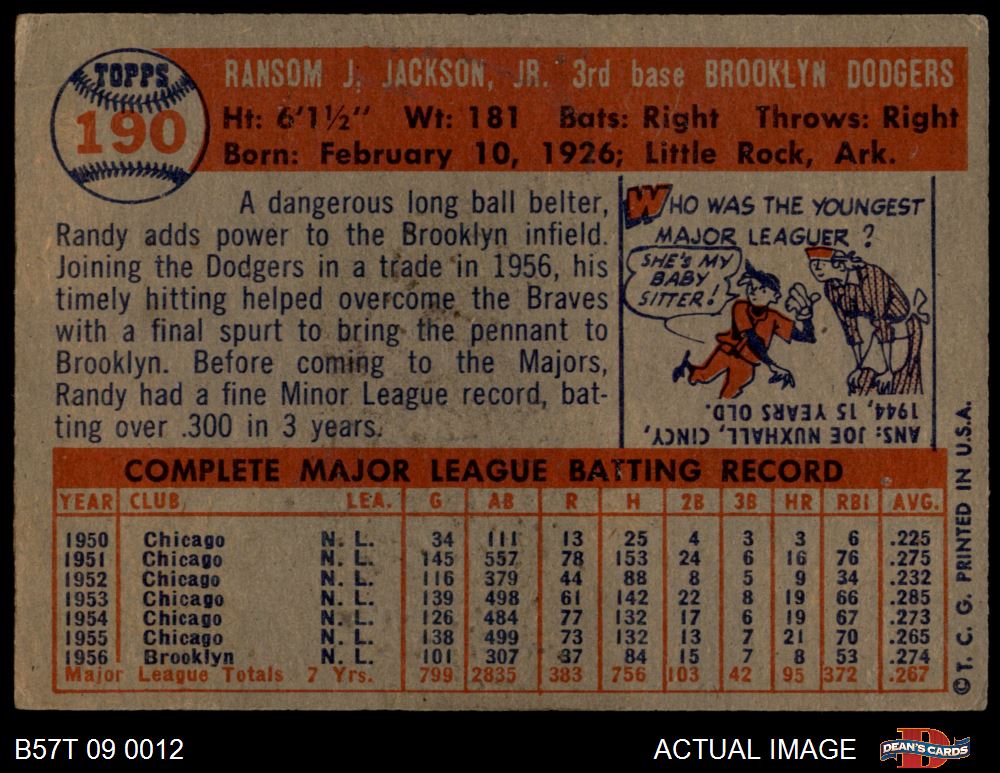 TOPPS
190
RANSOM J. JACKSON, JR. 3rd base BROOKLYN DODGERS
Ht: 6'1½" Wt: 181 Bats: Right Throws: Right
Born: February 10, 1926; Little Rock, Ark.
A dangerous long ball belter,
Randy adds power to the Brooklyn infield.
Joining the Dodgers in a trade in 1956, his
timely hitting helped overcome the Braves
with a final spurt to bring the pennant to
Brooklyn. Before coming to the Majors,
Randy had a fine Minor League record, bat-
ting over .300 in 3 years.
WHO WAS THE YOUNGEST
MAJOR LEAGUER?
SHE'S MY
BABY
SITTER!
ANS: JOE NUXHALL, CINCY,
1944, 15 YEARS OLD.
COMPLETE MAJOR LEAGUE BATTING RECORD
YEAR CLUB LEA. G AB R H 2B 3B HR RBI AVG.
1950 Chicago N. L. 34 111 13 25 4 3 3 6 .225
1951 Chicago N. L. 145 557 78 153 24 6 16 76 .275
1952 Chicago N. L. 116 379 44 88 8 5 9 34 .232
1953 Chicago N. L. 139 498 61 142 22 8 19 66 .285
1954 Chicago N. L. 126 484 77 132 17 6 19 67 .273
1955 Chicago N. L. 138 499 73 132 13 7 21 70 .265
1956 Brooklyn N. L. 101 307 37 84 15 7 8 53 .274
Major League Totals 7 Yrs. 799 2835 383 756 103 42 95 372 .267
© T. C. G. PRINTED IN U.S.A.
B57T 09 0012
ACTUAL IMAGE
DEAN'S CARDS